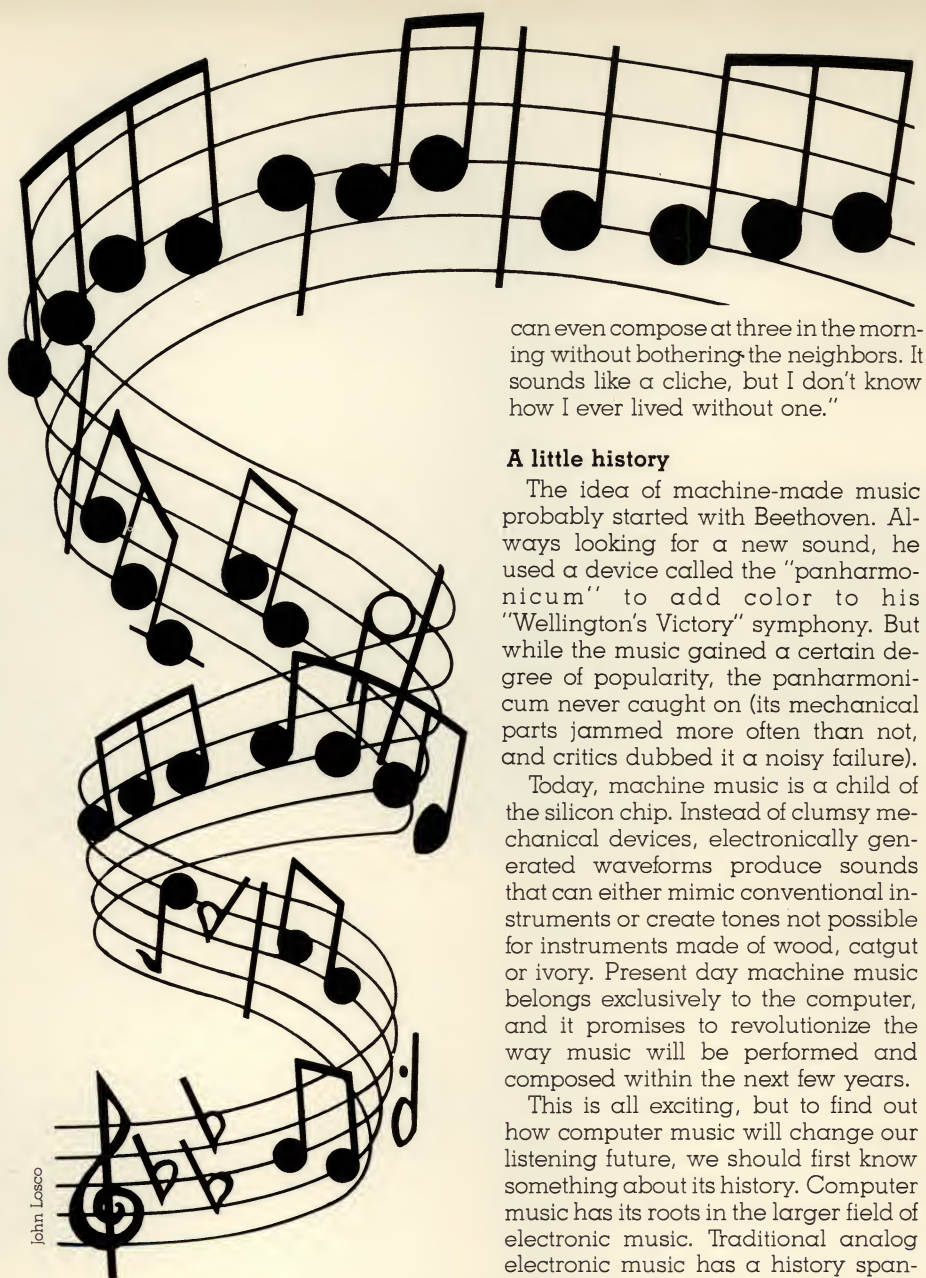 can even compose at three in the morn-
ing without bothering the neighbors. It
sounds like a cliche, but I don't know
how I ever lived without one."
A little history
The idea of machine-made music
probably started with Beethoven. Al-
ways looking for a new sound, he
used a device called the "panharmo-
nicum" to add color to his
"Wellington's Victory" symphony. But
while the music gained a certain de-
gree of popularity, the panharmoni-
cum never caught on (its mechanical
parts jammed more often than not,
and critics dubbed it a noisy failure).
Today, machine music is a child of
the silicon chip. Instead of clumsy me-
chanical devices, electronically gen-
erated waveforms produce sounds
that can either mimic conventional in-
struments or create tones not possible
for instruments made of wood, catgut
or ivory. Present day machine music
belongs exclusively to the computer,
and it promises to revolutionize the
way music will be performed and
composed within the next few years.
This is all exciting, but to find out
how computer music will change our
listening future, we should first know
something about its history. Computer
music has its roots in the larger field of
electronic music. Traditional analog
electronic music has a history span-
John Losco